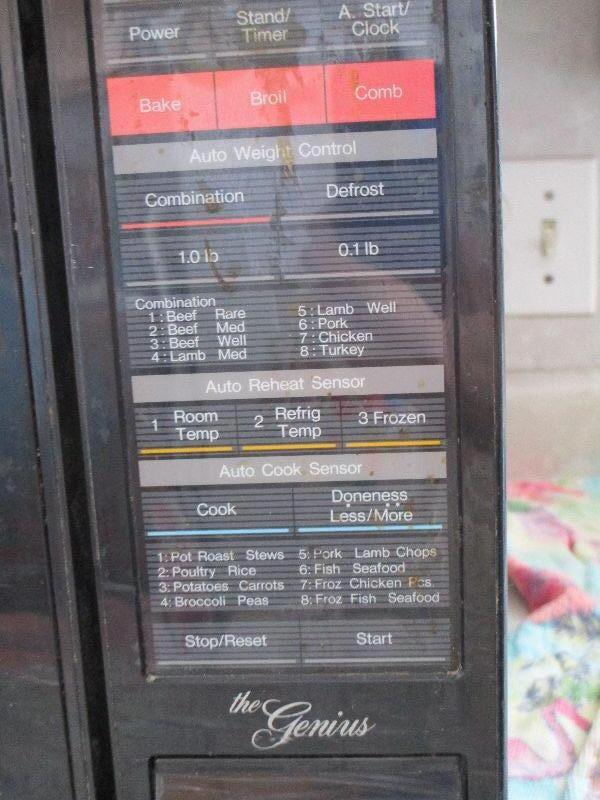 Power
Stand/
Timer
A. Start/
Clock
Bake
Broil
Comb
Auto Weight Control
Combination
Defrost
1.0 lb
0.1 lb
Combination
1: Beef Rare
2: Beef Med
3: Beef Well
4: Lamb Med
5: Lamb Well
6: Pork
7: Chicken
8: Turkey
Auto Reheat Sensor
1 Room
Temp
2 Refrig
Temp
3 Frozen
Auto Cook Sensor
Cook
Doneness
Less/More
1: Pot Roast Stews
2: Poultry Rice
3: Potatoes Carrots
4: Broccoli Peas
5: Pork Lamb Chops
6: Fish Seafood
7: Froz Chicken Pcs.
8: Froz Fish Seafood
Stop/Reset
Start
the Genius